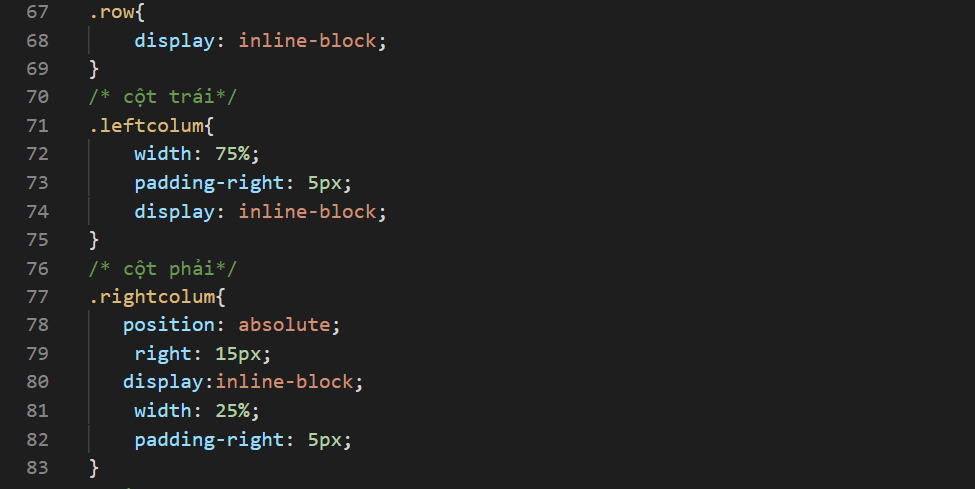 67 .row{
68 display: inline-block;
69 }
70 /* cột trái*/
71 .leftcolum{
72 width: 75%;
73 padding-right: 5px;
74 display: inline-block;
75 }
76 /* cột phải*/
77 .rightcolum{
78 position: absolute;
79 right: 15px;
80 display:inline-block;
81 width: 25%;
82 padding-right: 5px;
83 }